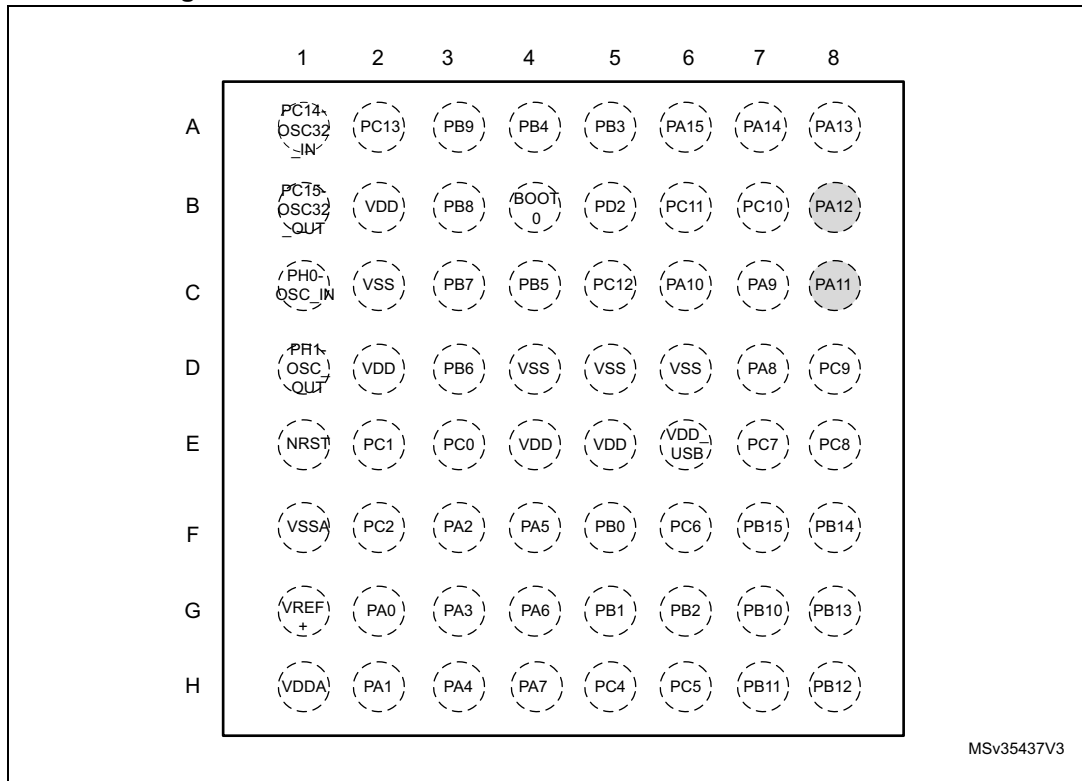 1 2 3 4 5 6 7 8
A PC14-OSC32_IN PC13 PB9 PB4 PB3 PA15 PA14 PA13
B PC15-OSC32_OUT VDD PB8 BOOT0 PD2 PC11 PC10 PA12
C PH0-OSC_IN VSS PB7 PB5 PC12 PA10 PA9 PA11
D PH1-OSC_OUT VDD PB6 VSS VSS VSS PA8 PC9
E NRST PC1 PC0 VDD VDD VDD_USB PC7 PC8
F VSSA PC2 PA2 PA5 PB0 PC6 PB15 PB14
G VREF+ PA0 PA3 PA6 PB1 PB2 PB10 PB13
H VDDA PA1 PA4 PA7 PC4 PC5 PB11 PB12
MSv35437V3